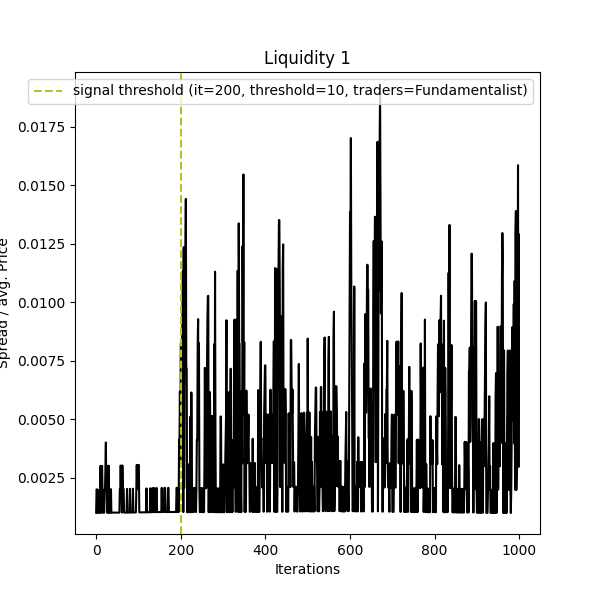 Liquidity 1
signal threshold (it=200, threshold=10, traders=Fundamentalist)
Spread / avg. Price
0.0175
0.0150
0.0125
0.0100
0.0075
0.0050
0.0025
0 200 400 600 800 1000
Iterations